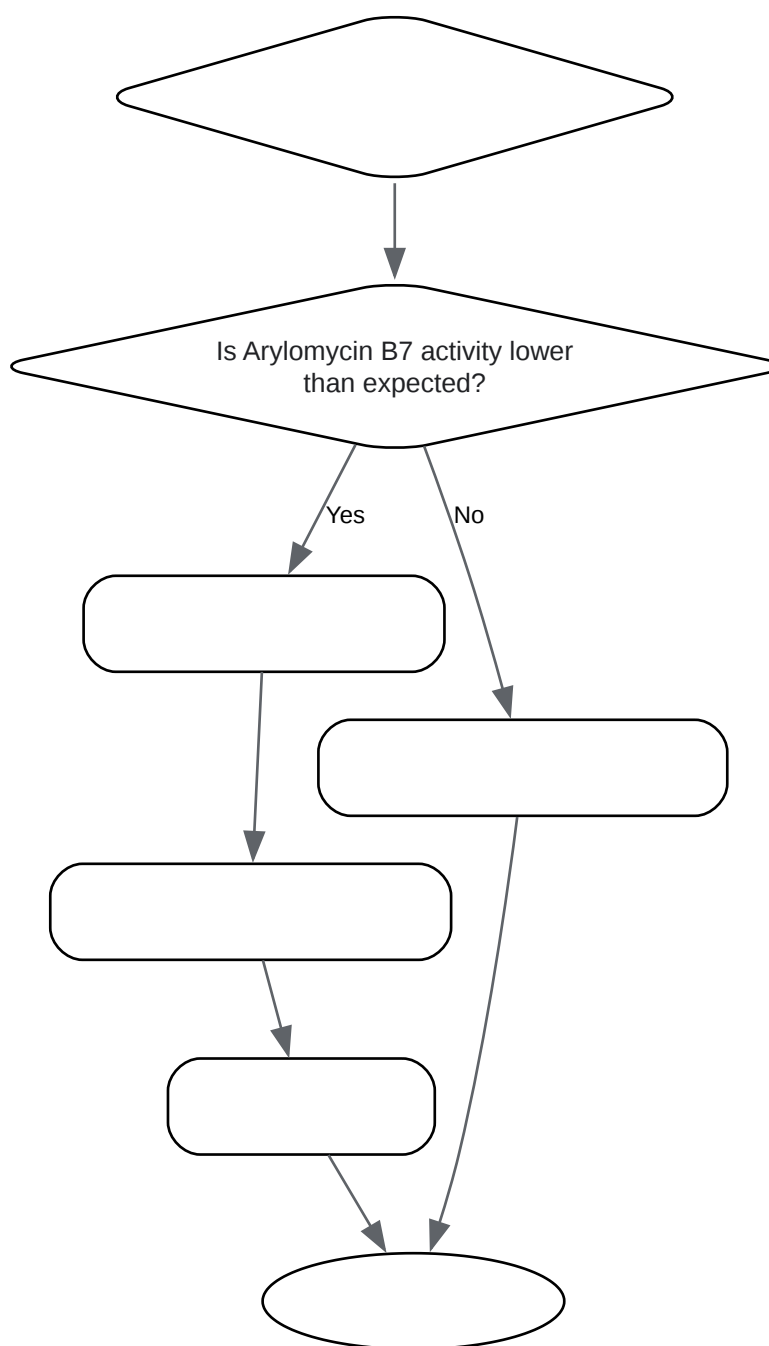 Is Arylomycin B7 activity lower
than expected?
Yes
No